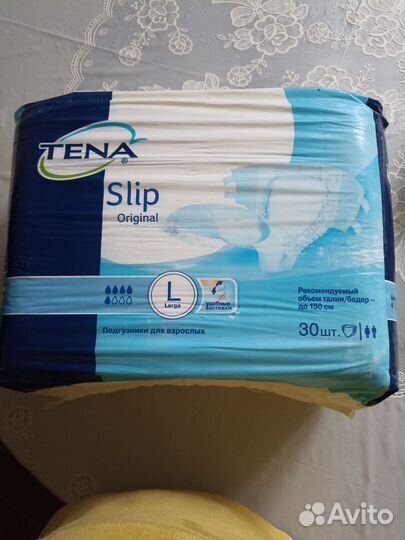 TENA
®
Slip
Original
L
Large
удобные
застежки
Рекомендуемый
объем талии/бедер –
до 150 см
Подгузники для взрослых
30 шт.
Avito